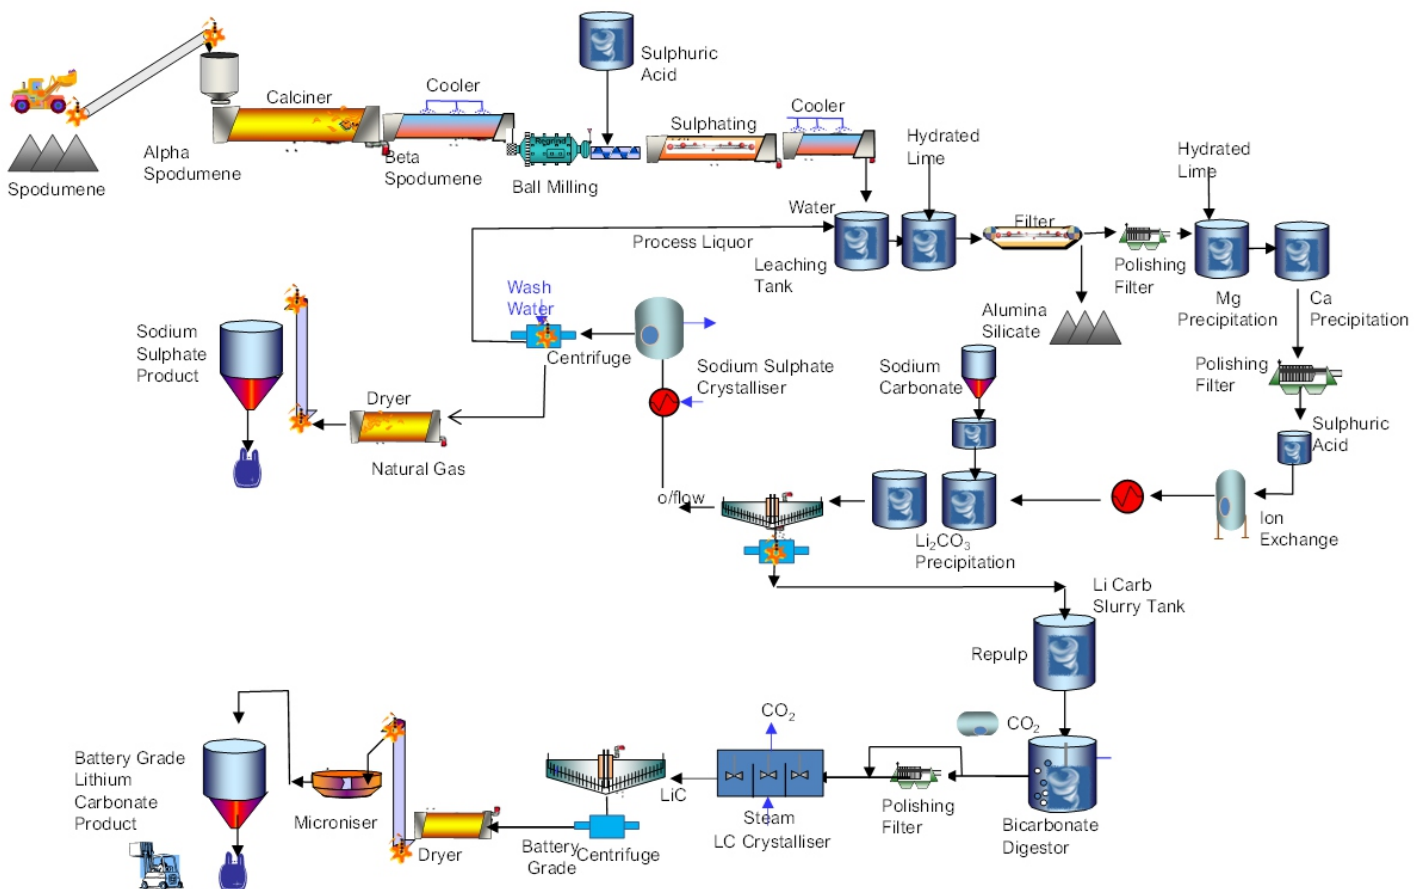 Sulphuric
Acid
Calciner
Cooler
Cooler
Sulphating
Hydrated
Lime
Hydrated
Lime
Spodumene
Alpha
Spodumene
Beta
Spodumene
Ball Milling
Water
Process Liquor
Leaching
Tank
Filter
Polishing
Filter
Mg
Precipitation
Ca
Precipitation
Alumina
Silicate
Wash
Water
Centrifuge
Sodium Sulphate
Crystalliser
Sodium
Sulphate
Product
Dryer
Natural Gas
Sodium
Carbonate
Polishing
Filter
Sulphuric
Acid
Ion
Exchange
o/flow
Li₂CO₃
Precipitation
Li Carb
Slurry Tank
Repulp
CO₂
CO₂
Bicarbonate
Digestor
Polishing
Filter
Steam
LC Crystalliser
LiC
Centrifuge
Battery
Grade
Dryer
Microniser
Battery Grade
Lithium
Carbonate
Product